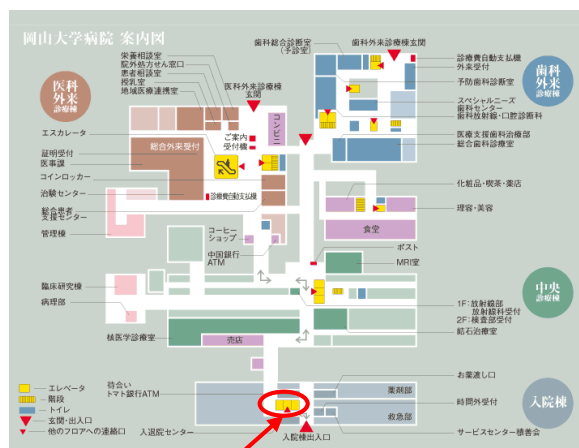 岡山大学病院 案内図
医科
外来
診療棟
栄養相談室
院外処方せん窓口
患者相談室
授乳室
地域医療連携室
エスカレータ
証明受付
医事課
コインロッカー
治験センター
総合患者
支援センター
管理棟
臨床研究棟
病理部
核医学診療室
待合い
トマト銀行ATM
入退院センター
医科外来診療棟
玄関
コンビニ
ご案内
受付機
総合外来受付
診療費自動支払機
コーヒー
ショップ
中国銀行
ATM
売店
歯科総合診断室
(予診室)
歯科外来診療棟玄関
診療費自動支払機
外来受付
予防歯科診断室
スペシャルニーズ
歯科センター
歯科放射線・口腔診断科
医療支援歯科治療部
総合歯科診療室
歯科
外来
診療棟
化粧品・喫茶・薬店
理容・美容
食堂
ポスト
MRI室
中央
診療棟
1F:放射線部
放射線科受付
2F:検査部受付
結石治療室
お薬渡し口
薬剤部
時間外受付
救急部
サービスセンター慈善会
入院棟
入院棟出入口
エレベータ
階段
トイレ
玄関・出入口
他のフロアへの連絡口